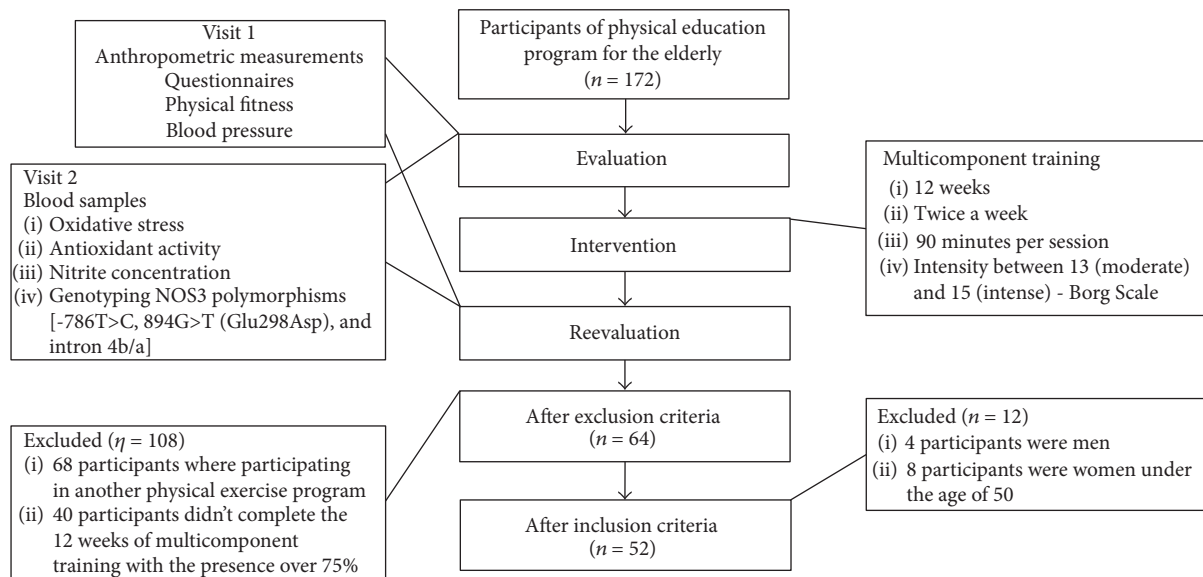 Visit 1
Anthropometric measurements
Questionnaires
Physical fitness
Blood pressure
Participants of physical education
program for the elderly
(n = 172)
Evaluation
Visit 2
Blood samples
(i) Oxidative stress
(ii) Antioxidant activity
(iii) Nitrite concentration
(iv) Genotyping NOS3 polymorphisms
[-786T>C, 894G>T (Glu298Asp), and
intron 4b/a]
Multicomponent training
(i) 12 weeks
(ii) Twice a week
(iii) 90 minutes per session
(iv) Intensity between 13 (moderate)
and 15 (intense) - Borg Scale
Intervention
Reevaluation
After exclusion criteria
(n = 64)
Excluded (η = 108)
(i) 68 participants where participating
in another physical exercise program
(ii) 40 participants didn't complete the
12 weeks of multicomponent
training with the presence over 75%
Excluded (n = 12)
(i) 4 participants were men
(ii) 8 participants were women under
the age of 50
After inclusion criteria
(n = 52)